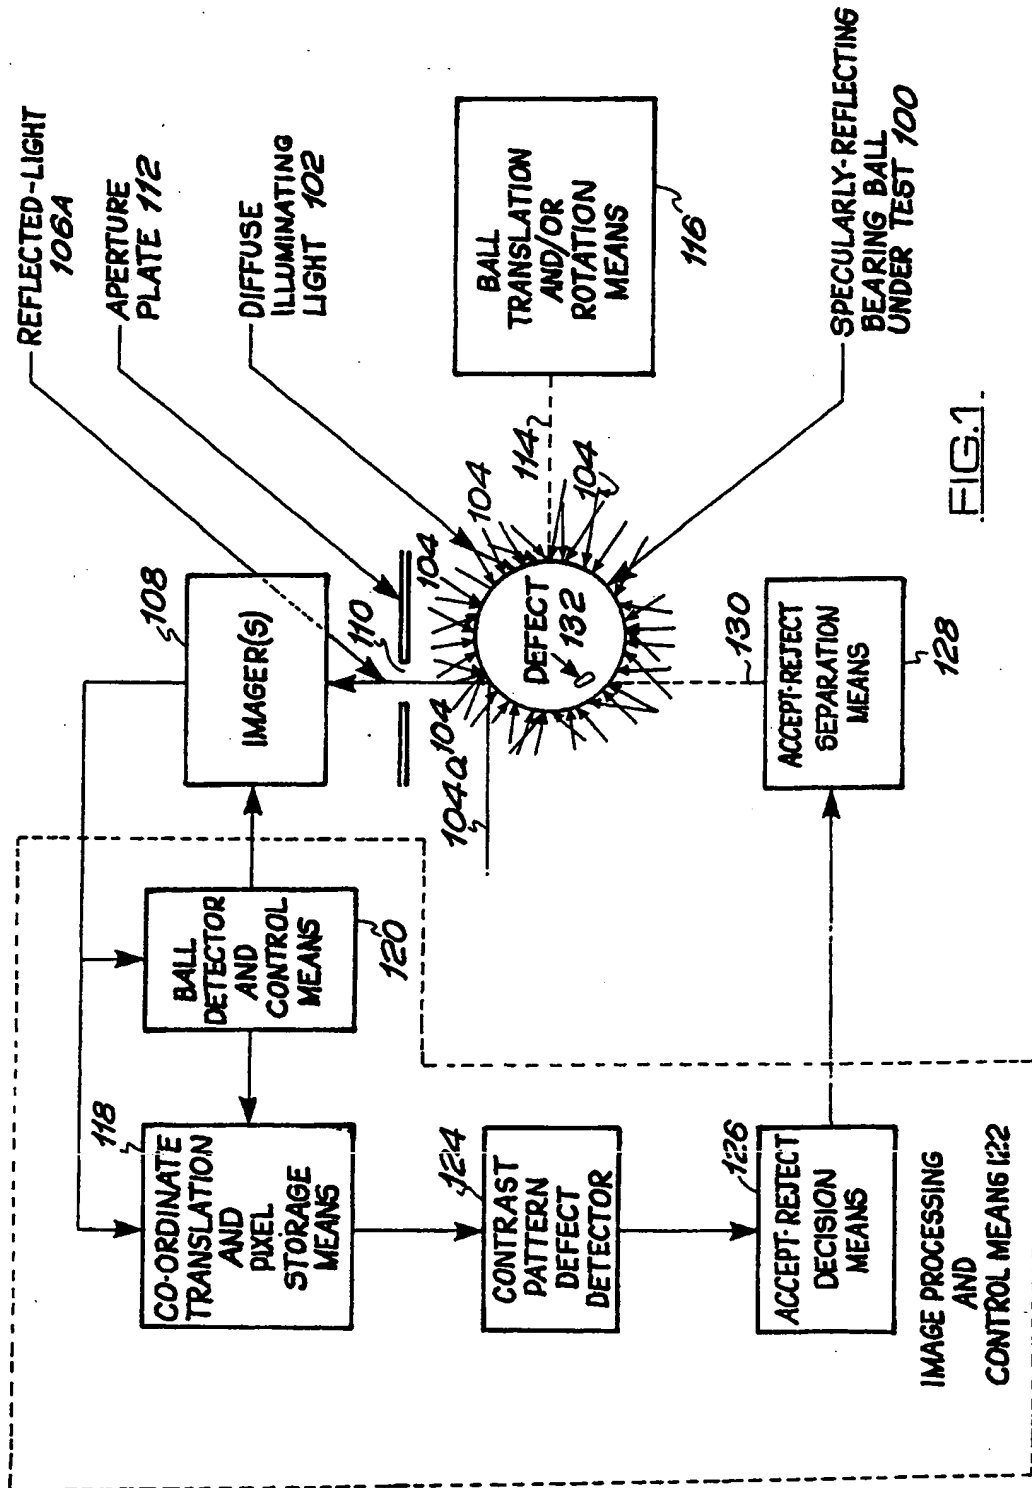 REFLECTED-LIGHT
106A
APERTURE
PLATE 112
DIFFUSE
ILLUMINATING
LIGHT 102
BALL
TRANSLATION
AND/OR
ROTATION
MEANS
116
SPECULARLY-REFLECTING
BEARING BALL
UNDER TEST 100
108
IMAGER(S)
110
104
104
104
114
104
104a
DEFECT
132
130
ACCEPT-REJECT
SEPARATION
MEANS
128
BALL
DETECTOR
AND
CONTROL
MEANS
120
118
CO-ORDINATE
TRANSLATION
AND
PIXEL
STORAGE
MEANS
124
CONTRAST
PATTERN
DEFECT
DETECTOR
126
ACCEPT-REJECT
DECISION
MEANS
IMAGE PROCESSING
AND
CONTROL MEANS 122
FIG.1.